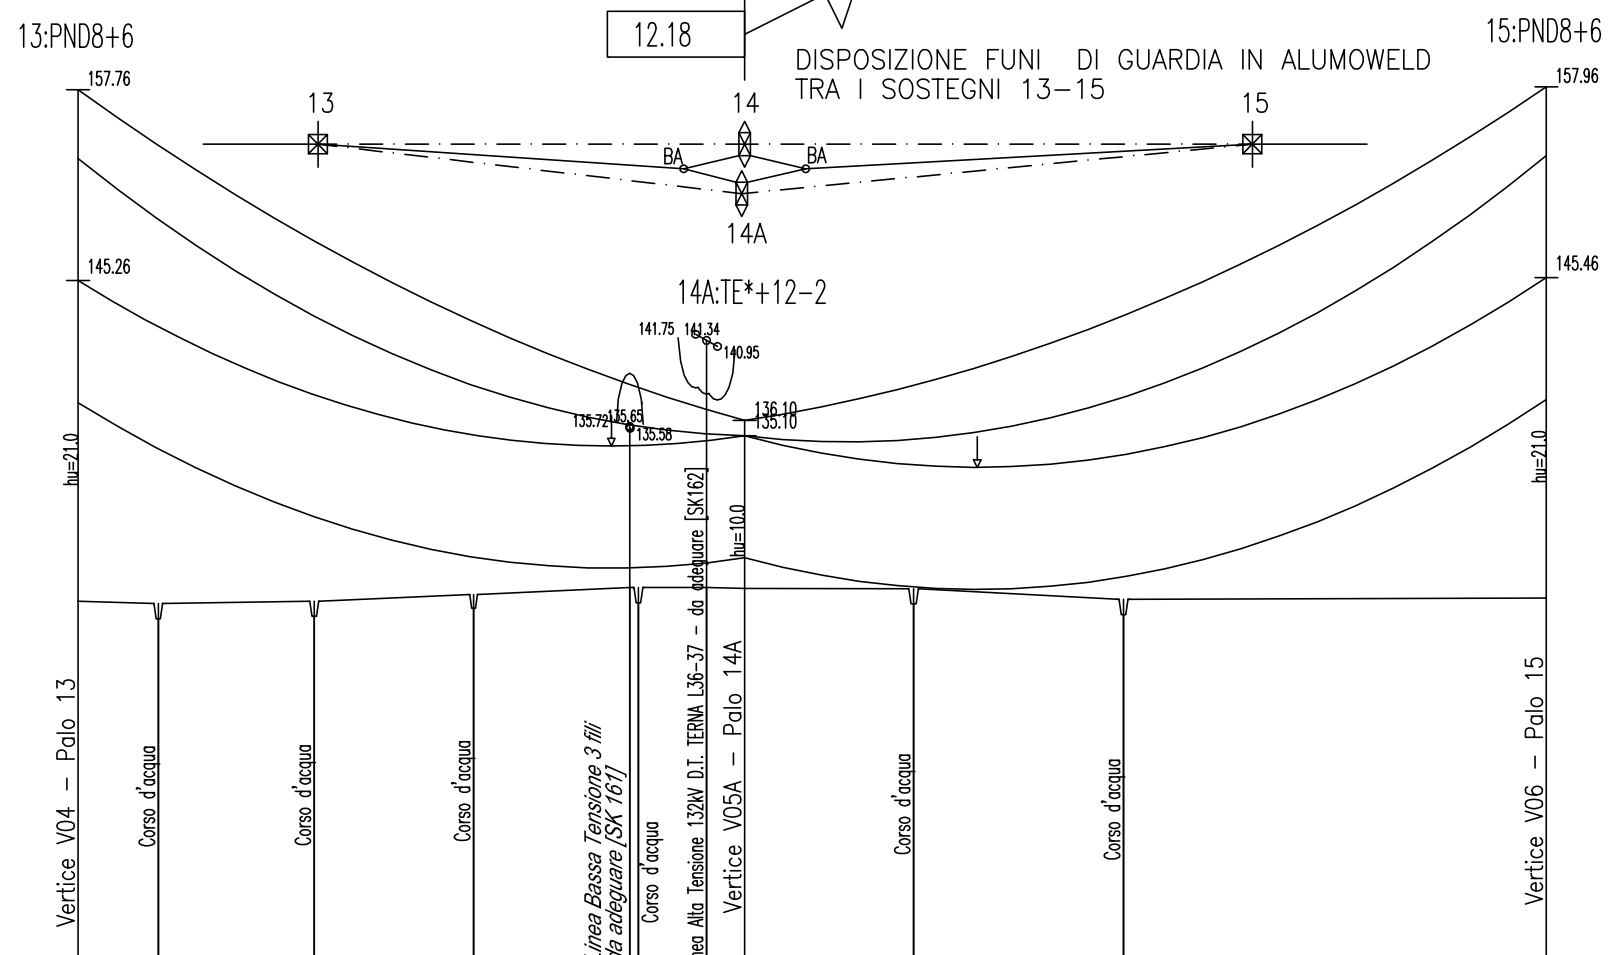 13:PND8+6
12.18
15:PND8+6
DISPOSIZIONE FUNI DI GUARDIA IN ALUMOWELD
TRA I SOSTEGNI 13-15
157.76
157.96
13
14
15
BA
BA
14A
145.26
145.46
14A:TE*+12-2
141.75
141.34
140.95
135.72
135.65
135.58
136.10
135.10
hu=21.0
hu=10.0
hu=21.0
Vertice V04 - Palo 13
Corso d'acqua
Corso d'acqua
Corso d'acqua
Linea Bassa Tensione 3 fili
da adeguare [SK 161]
Corso d'acqua
nea Alta Tensione 132kV D.T. TERNA L36-37 - da adequare [SK162]
Vertice V05A - Palo 14A
Corso d'acqua
Corso d'acqua
Vertice V06 - Palo 15